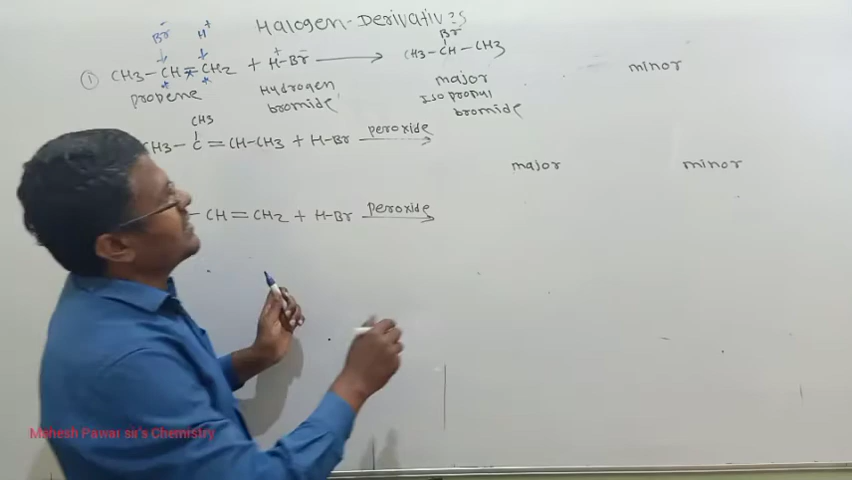 Halogen-Derivatives
Br⁻ H⁺ Br
① CH3-CH=CH2 + H⁺-Br⁻ → CH3-CH-CH3
propene Hydrogen bromide major Iso propyl bromide minor
CH3
CH3-C=CH-CH3 + H-Br peroxide →
major minor
-CH=CH2 + H-Br Peroxide →
Mahesh Pawar sir's Chemistry